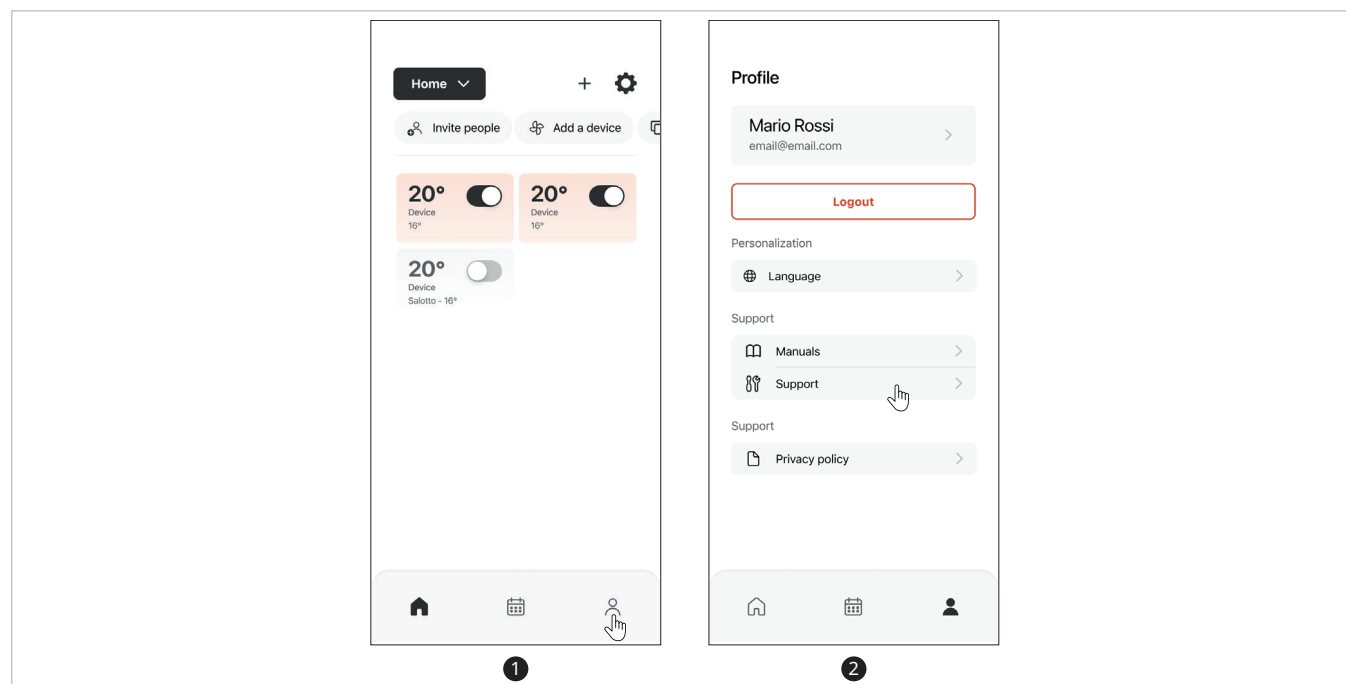 Home
Invite people
Add a device
20°
Device
16°
20°
Device
16°
20°
Device
Salotto - 16°
1
Profile
Mario Rossi
email@email.com
Logout
Personalization
Language
Support
Manuals
Support
Support
Privacy policy
2